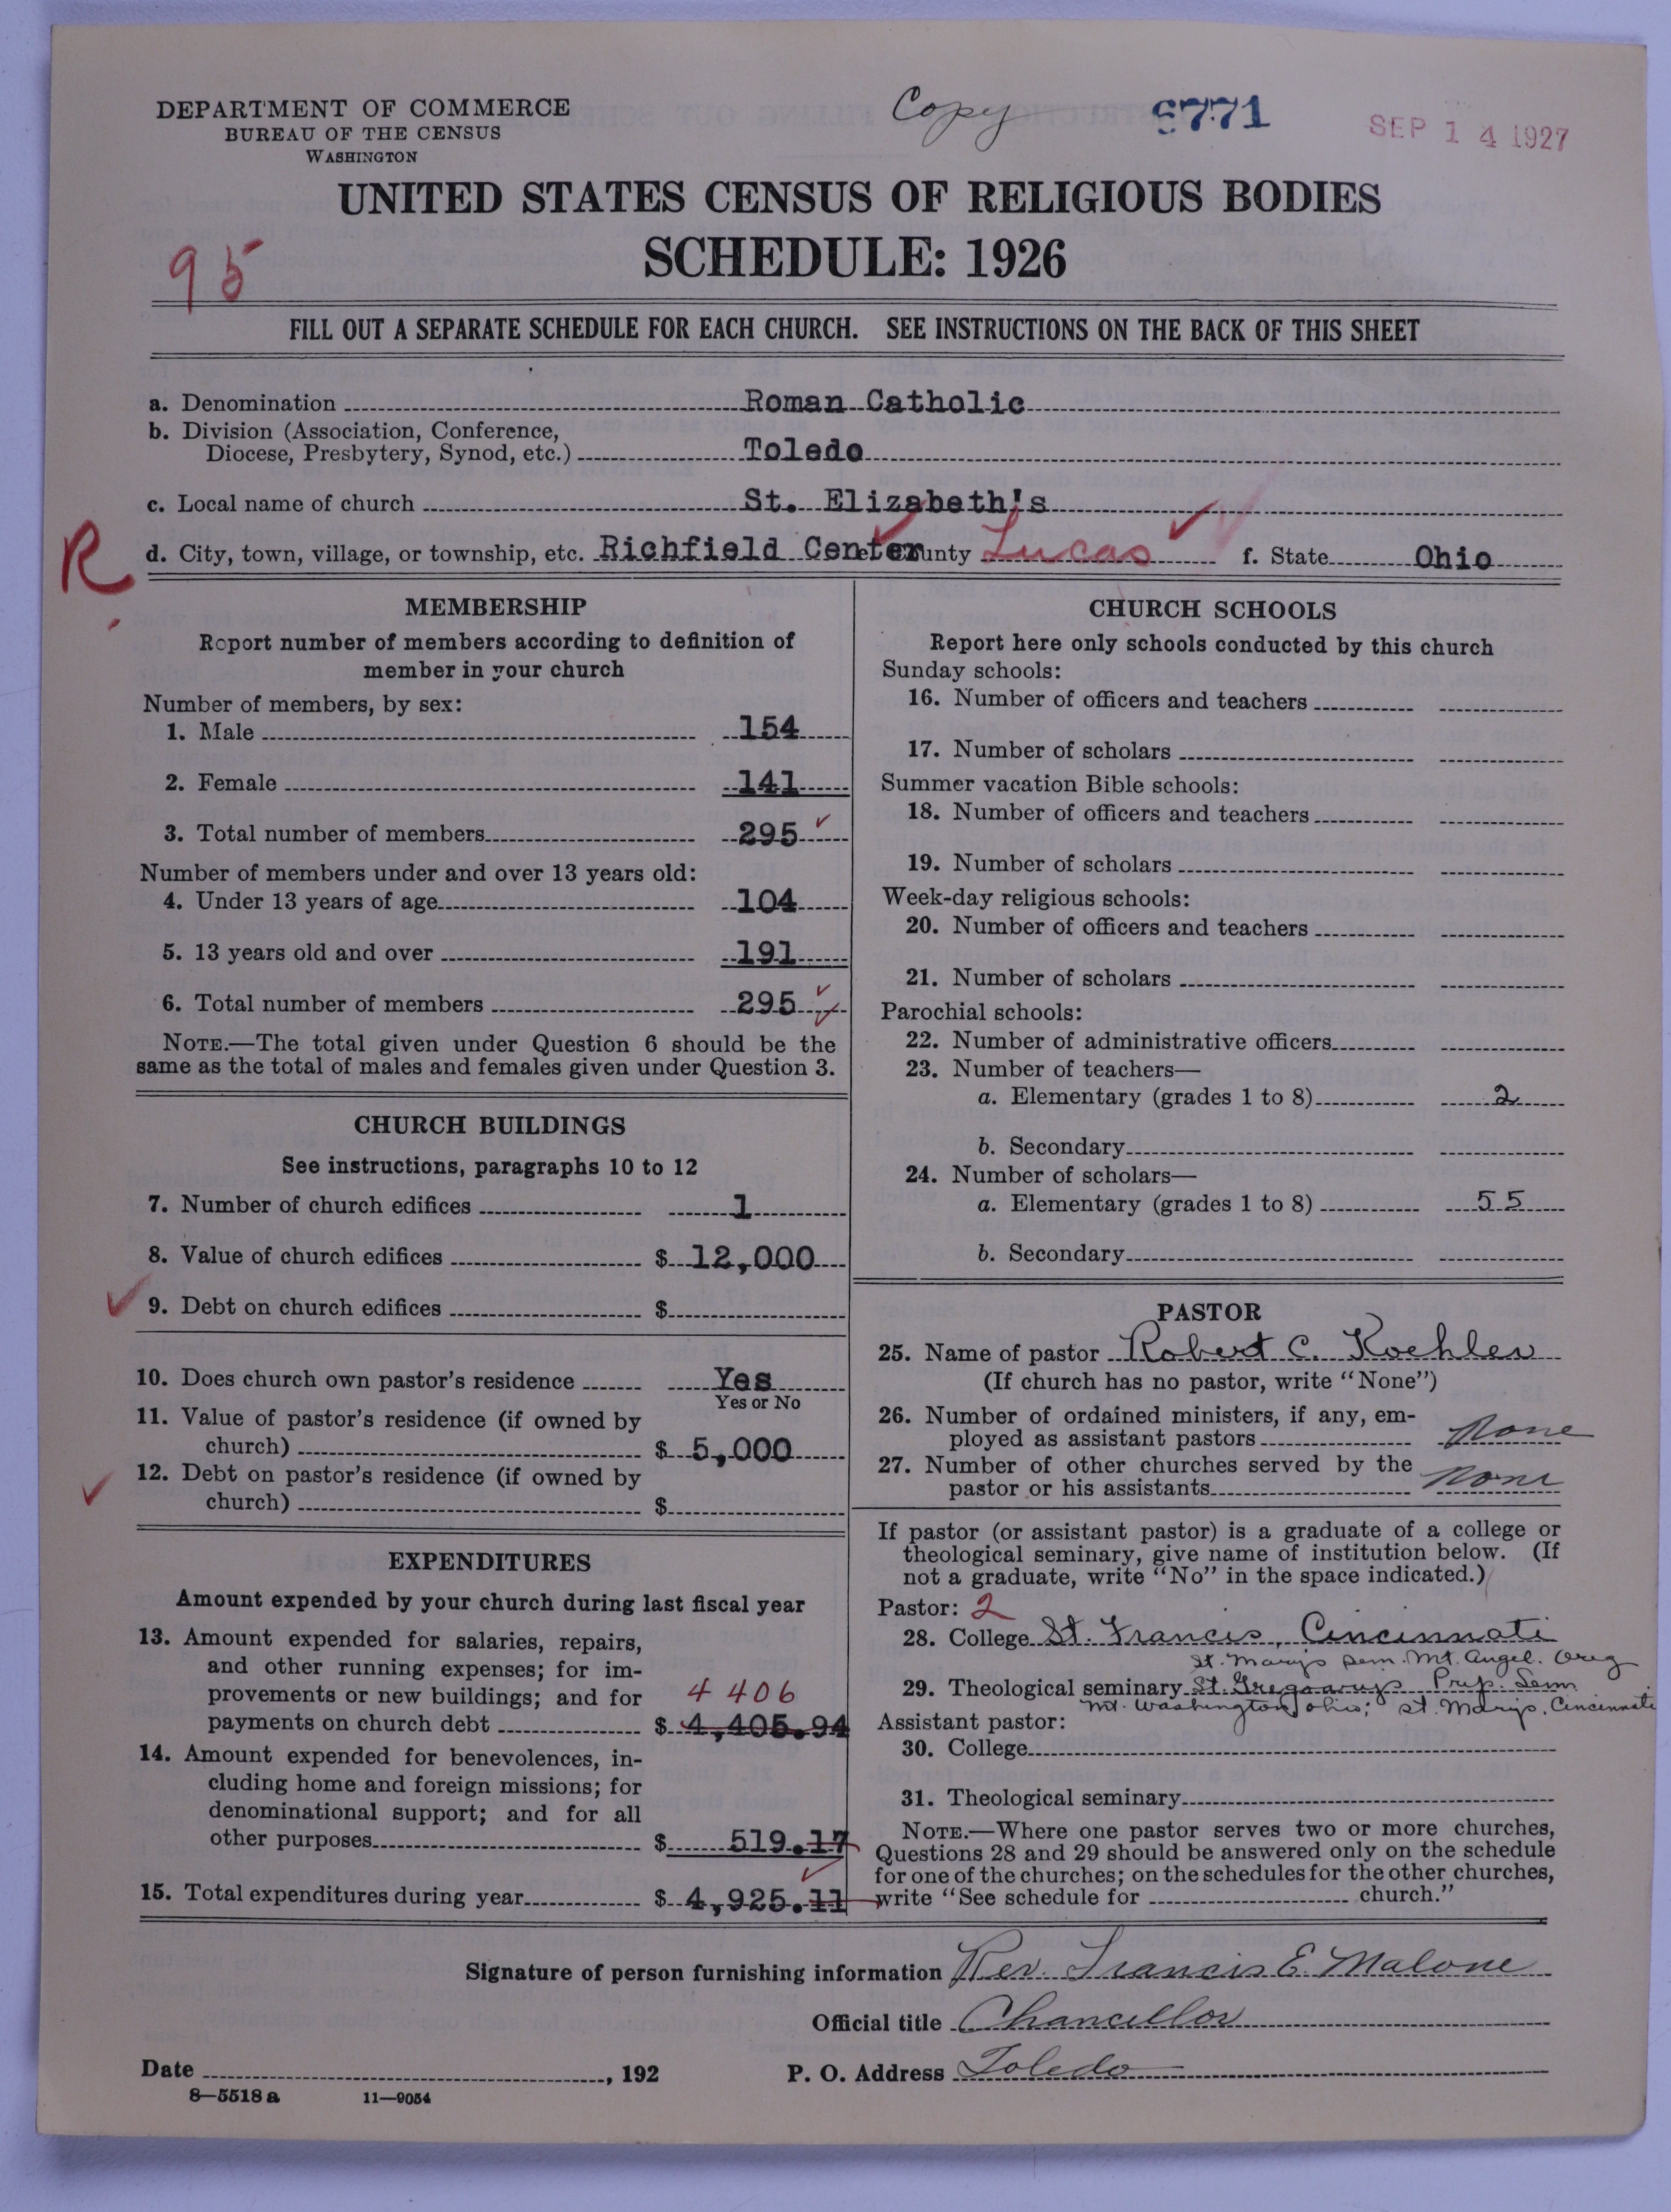 DEPARTMENT OF COMMERCE
BUREAU OF THE CENSUS
WASHINGTON
Copy
6771
SEP 14 1927
UNITED STATES CENSUS OF RELIGIOUS BODIES
SCHEDULE: 1926
95
FILL OUT A SEPARATE SCHEDULE FOR EACH CHURCH. SEE INSTRUCTIONS ON THE BACK OF THIS SHEET
a. Denomination Roman Catholic
b. Division (Association, Conference,
Diocese, Presbytery, Synod, etc.) Toledo
c. Local name of church St. Elizabeth's
R.
d. City, town, village, or township, etc. Richfield Center e. County Lucas f. State Ohio
MEMBERSHIP
Report number of members according to definition of
member in your church
Number of members, by sex:
1. Male 154
2. Female 141
3. Total number of members 295
Number of members under and over 13 years old:
4. Under 13 years of age 104
5. 13 years old and over 191
6. Total number of members 295
NOTE.—The total given under Question 6 should be the
same as the total of males and females given under Question 3.
CHURCH BUILDINGS
See instructions, paragraphs 10 to 12
7. Number of church edifices 1
8. Value of church edifices $ 12,000
9. Debt on church edifices $
10. Does church own pastor's residence Yes
Yes or No
11. Value of pastor's residence (if owned by
church) $ 5,000
12. Debt on pastor's residence (if owned by
church) $
EXPENDITURES
Amount expended by your church during last fiscal year
13. Amount expended for salaries, repairs,
and other running expenses; for im-
provements or new buildings; and for 4 406
payments on church debt $ 4,405.94
14. Amount expended for benevolences, in-
cluding home and foreign missions; for
denominational support; and for all
other purposes $ 519.17
15. Total expenditures during year $ 4,925.11
CHURCH SCHOOLS
Report here only schools conducted by this church
Sunday schools:
16. Number of officers and teachers
17. Number of scholars
Summer vacation Bible schools:
18. Number of officers and teachers
19. Number of scholars
Week-day religious schools:
20. Number of officers and teachers
21. Number of scholars
Parochial schools:
22. Number of administrative officers
23. Number of teachers—
a. Elementary (grades 1 to 8) 2
b. Secondary
24. Number of scholars—
a. Elementary (grades 1 to 8) 55
b. Secondary
PASTOR
25. Name of pastor Robert C. Koehler
(If church has no pastor, write "None")
26. Number of ordained ministers, if any, em-
ployed as assistant pastors None
27. Number of other churches served by the
pastor or his assistants None
If pastor (or assistant pastor) is a graduate of a college or
theological seminary, give name of institution below. (If
not a graduate, write "No" in the space indicated.)
Pastor: 2
28. College St. Francis, Cincinnati
St. Marys Sem. Mt. Angel. Oreg
29. Theological seminary St. Gregoarys Prep. Sem
Mt. Washington Ohio; St. Marys, Cincinnati
Assistant pastor:
30. College
31. Theological seminary
NOTE.—Where one pastor serves two or more churches,
Questions 28 and 29 should be answered only on the schedule
for one of the churches; on the schedules for the other churches,
write "See schedule for church."
Signature of person furnishing information Rev. Francis E. Malone
Official title Chancellor
Date , 192 P. O. Address Toledo
8—5518 a 11—9054